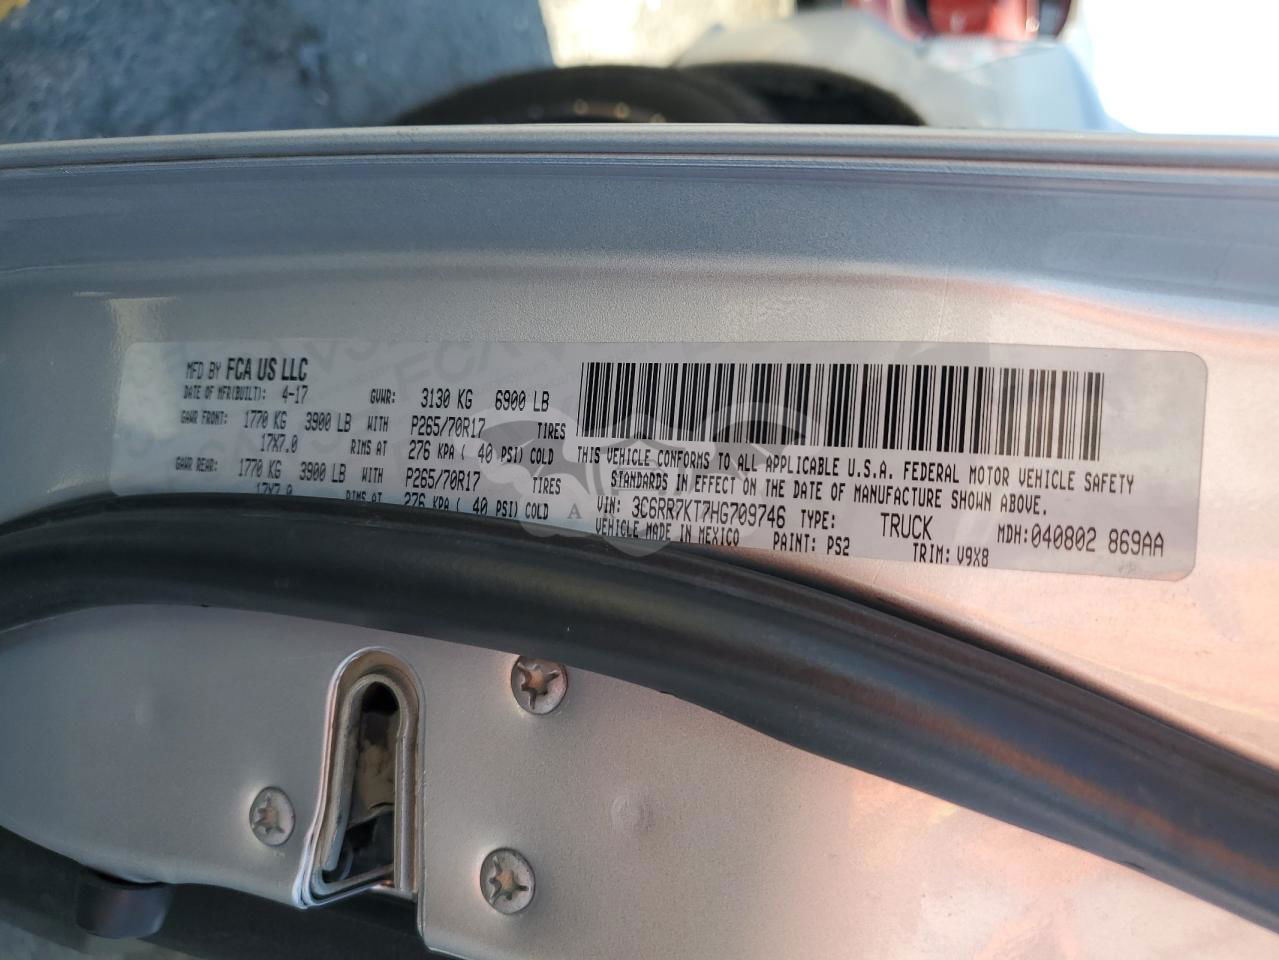 MFD BY FCA US LLC
DATE OF MFR(BUILT): 4-17 GVWR: 3130 KG 6900 LB
GAWR FRONT: 1770 KG 3900 LB WITH P265/70R17 TIRES
17X7.0 RIMS AT 276 KPA ( 40 PSI) COLD
GAWR REAR: 1770 KG 3900 LB WITH P265/70R17 TIRES
17X7.0 RIMS AT 276 KPA ( 40 PSI) COLD
THIS VEHICLE CONFORMS TO ALL APPLICABLE U.S.A. FEDERAL MOTOR VEHICLE SAFETY
STANDARDS IN EFFECT ON THE DATE OF MANUFACTURE SHOWN ABOVE.
VIN: 3C6RR7KT7HG709746 TYPE: TRUCK MDH:040802 869AA
VEHICLE MADE IN MEXICO PAINT: PS2 TRIM: V9X8